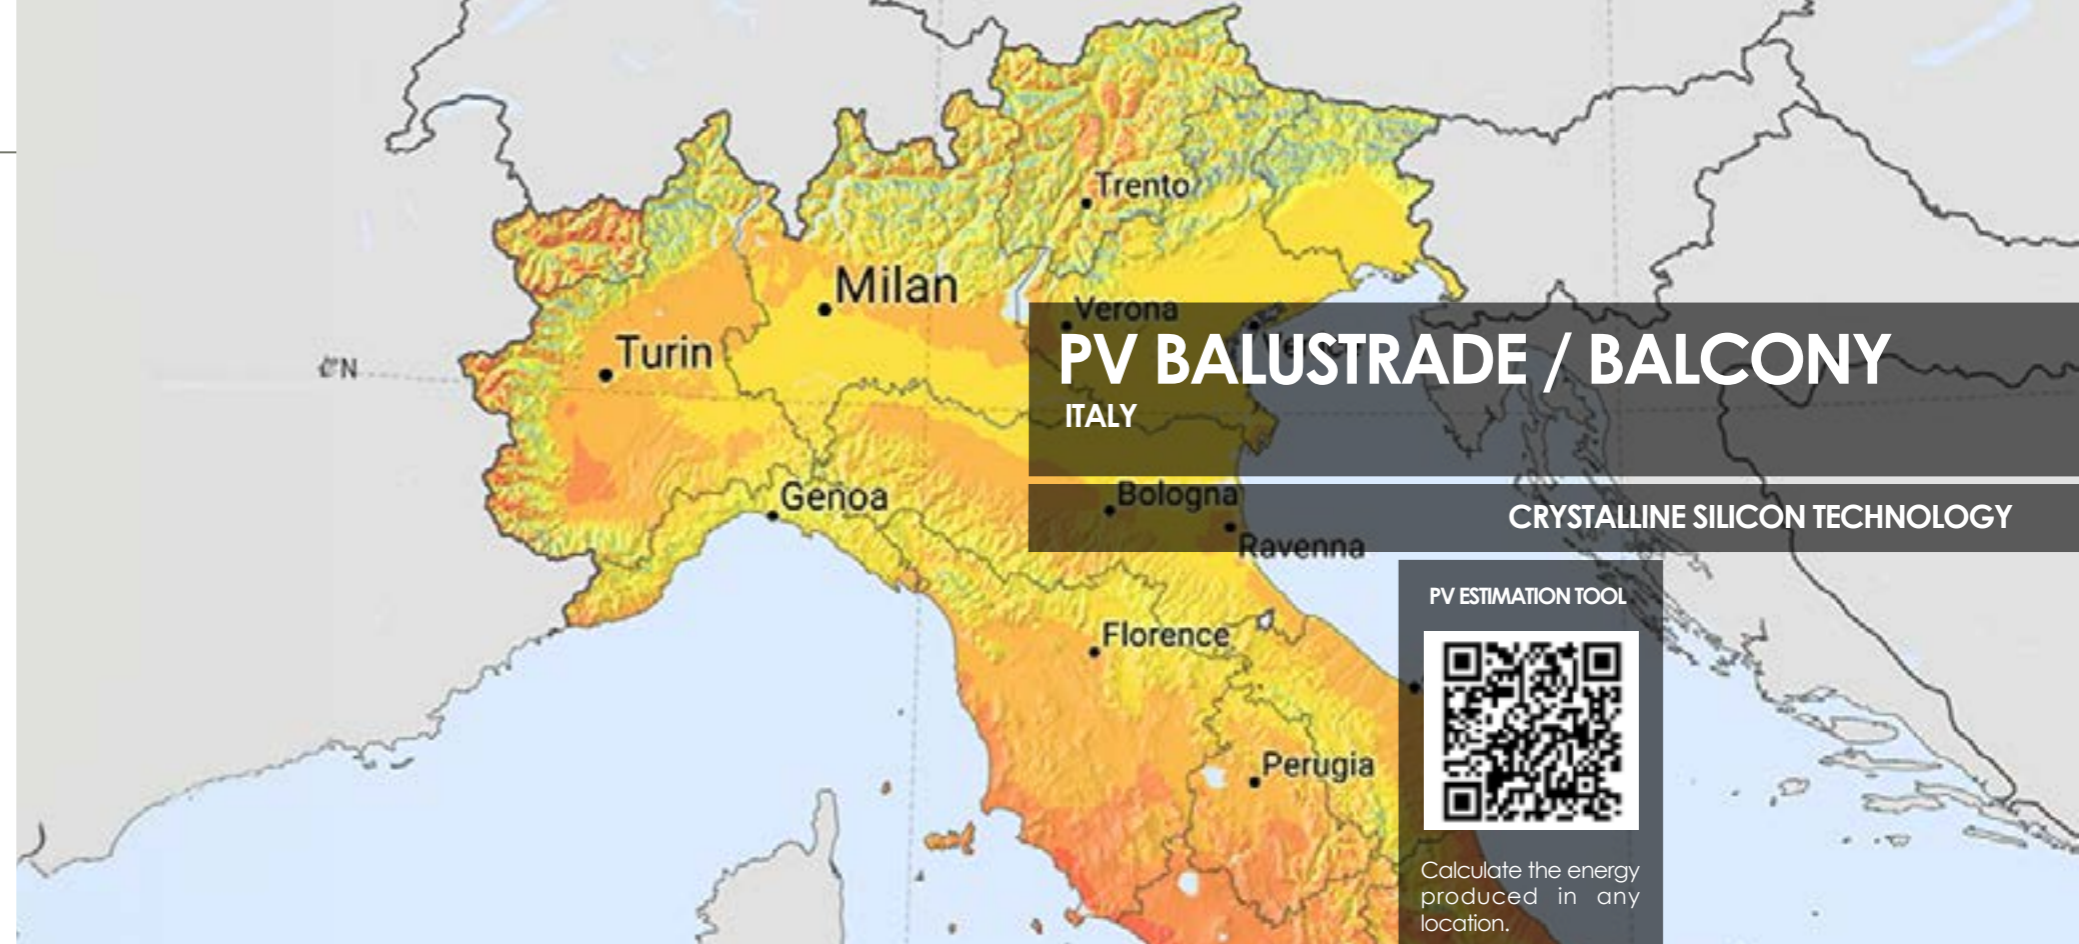 Trento
Milan
Verona
Turin
PV BALUSTRADE / BALCONY
ITALY
Genoa
Bologna
CRYSTALLINE SILICON TECHNOLOGY
Ravenna
PV ESTIMATION TOOL
Florence
Perugia
Calculate the energy
produced in any
location.